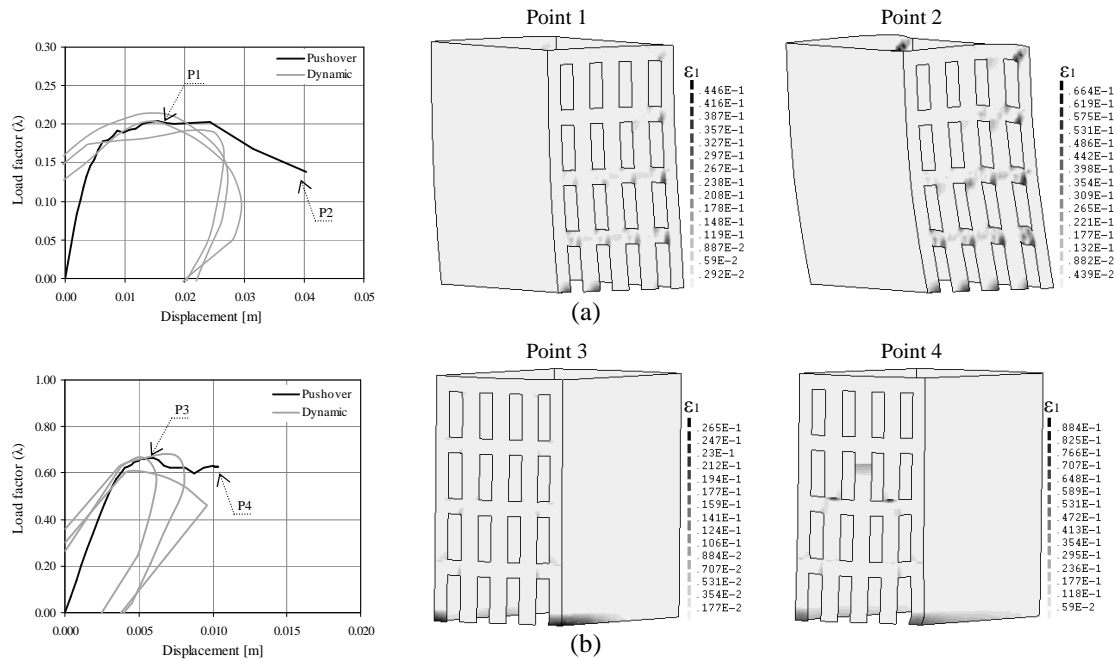 Point 1
Point 2
0.30
0.25
0.20
0.15
0.10
0.05
0.00
Load factor (λ)
Pushover
Dynamic
P1
P2
0.00
0.01
0.02
0.03
0.04
0.05
Displacement [m]
ε1
.446E-1
.416E-1
.387E-1
.357E-1
.327E-1
.297E-1
.267E-1
.238E-1
.208E-1
.178E-1
.148E-1
.119E-1
.887E-2
.59E-2
.292E-2
ε1
.664E-1
.619E-1
.575E-1
.531E-1
.486E-1
.442E-1
.398E-1
.354E-1
.309E-1
.265E-1
.221E-1
.177E-1
.132E-1
.882E-2
.439E-2
(a)
Point 3
Point 4
1.00
0.80
0.60
0.40
0.20
0.00
Load factor (λ)
Pushover
Dynamic
P3
P4
0.000
0.005
0.010
0.015
0.020
Displacement [m]
ε1
.265E-1
.247E-1
.23E-1
.212E-1
.194E-1
.177E-1
.159E-1
.141E-1
.124E-1
.106E-1
.884E-2
.707E-2
.531E-2
.354E-2
.177E-2
ε1
.884E-1
.825E-1
.766E-1
.707E-1
.648E-1
.589E-1
.531E-1
.472E-1
.413E-1
.354E-1
.295E-1
.236E-1
.177E-1
.118E-1
.59E-2
(b)